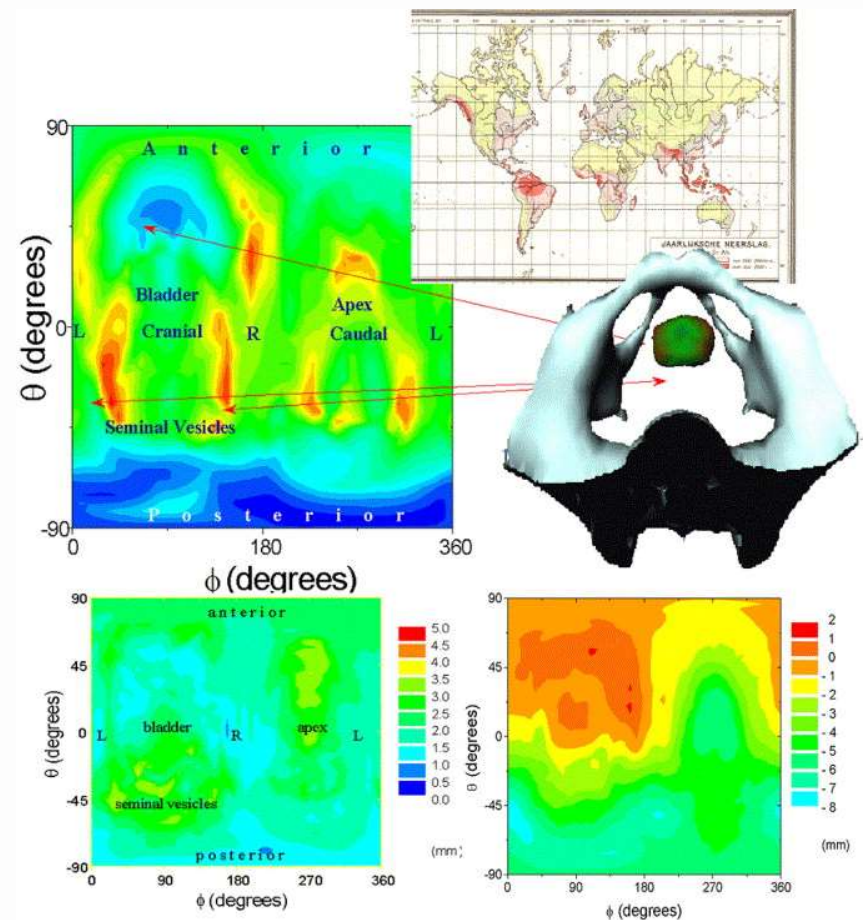 90
A n t e r i o r
Bladder
Apex
L
0
Cranial
R
Caudal
L
θ (degrees)
Seminal Vesicles
P o s t e r i o r
-90
0
180
360
ϕ (degrees)
JAARLIJKSCHE NEERSLAG.
90
anterior
45
bladder
apex
0
L
R
L
θ (degrees)
-45
seminal vesicles
posterior
-90
0
90
180
270
360
ϕ (degrees)
5.0
4.5
4.0
3.5
3.0
2.5
2.0
1.5
1.0
0.5
0.0
(mm)
90
45
0
-45
-90
θ (degrees)
0
90
180
270
360
ϕ (degrees)
2
1
0
-1
-2
-3
-4
-5
-6
-7
-8
(mm)